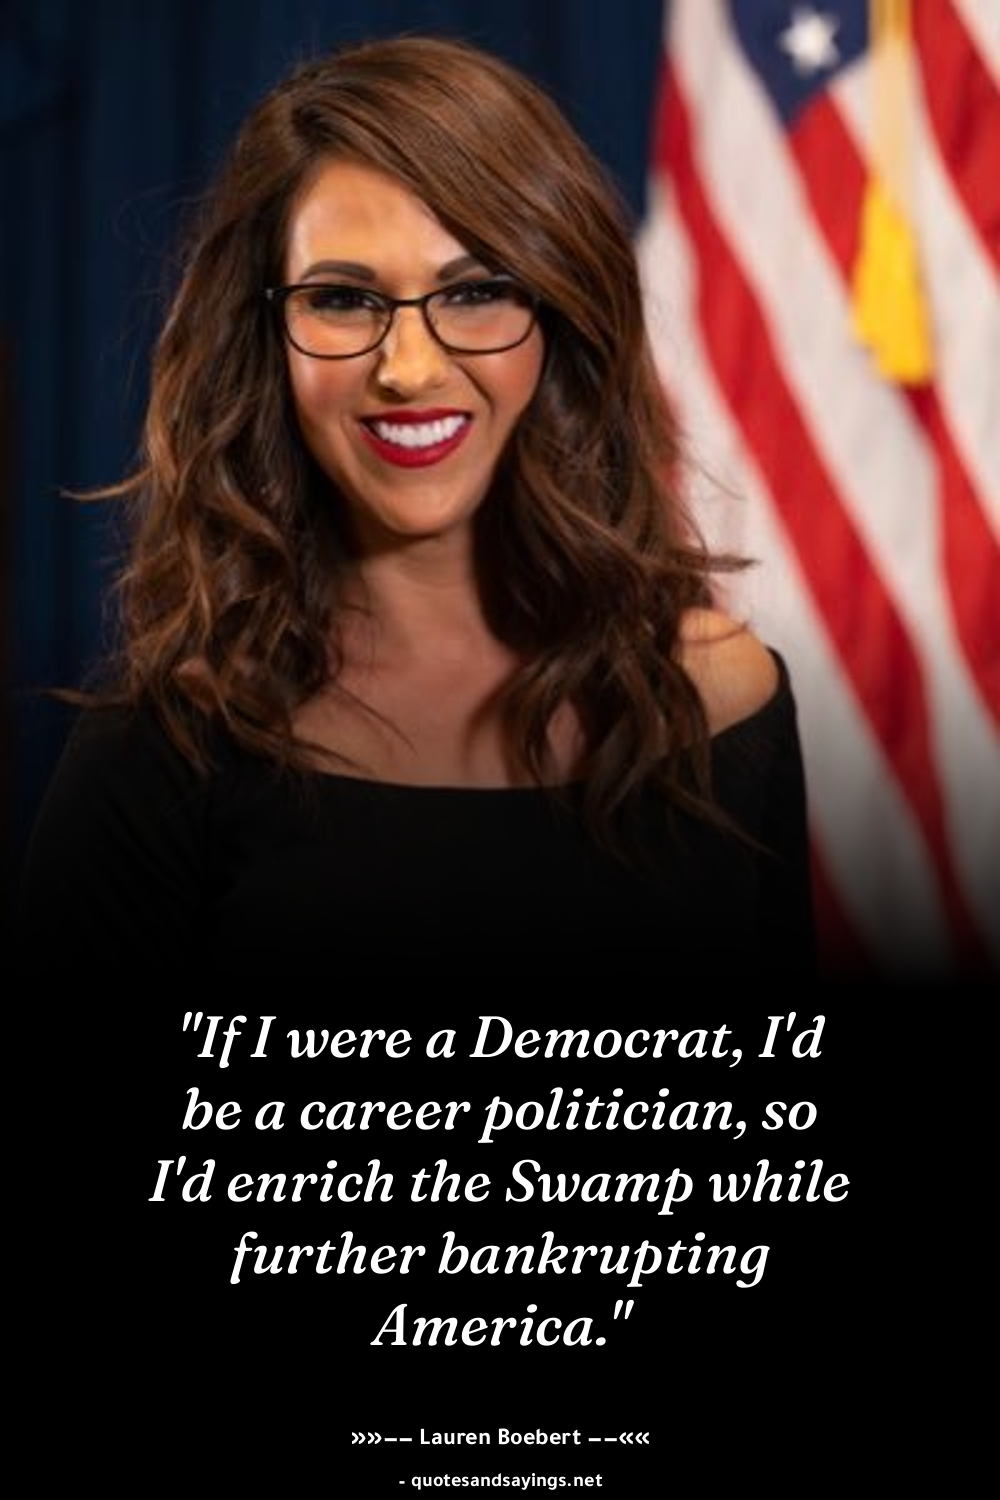 "If I were a Democrat, I'd
be a career politician, so
I'd enrich the Swamp while
further bankrupting
America."
»»–– Lauren Boebert ––««
- quotesandsayings.net